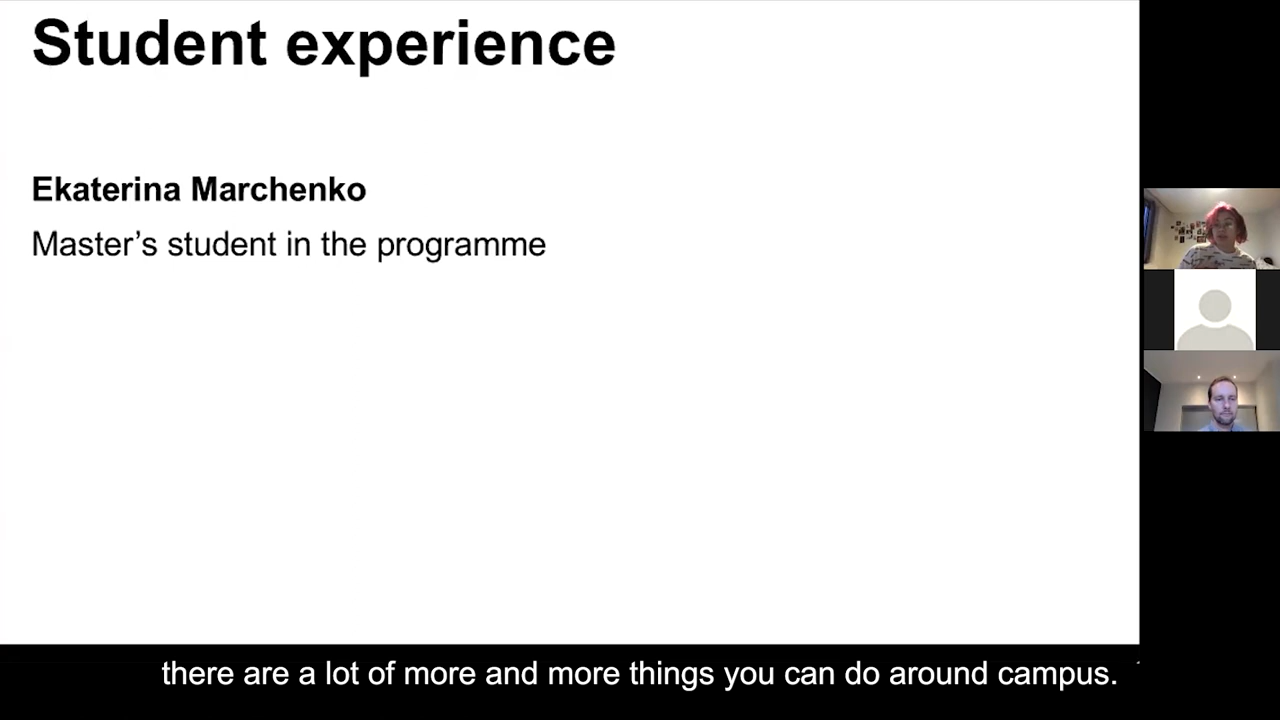 Student experience
Ekaterina Marchenko
Master’s student in the programme
there are a lot of more and more things you can do around campus.